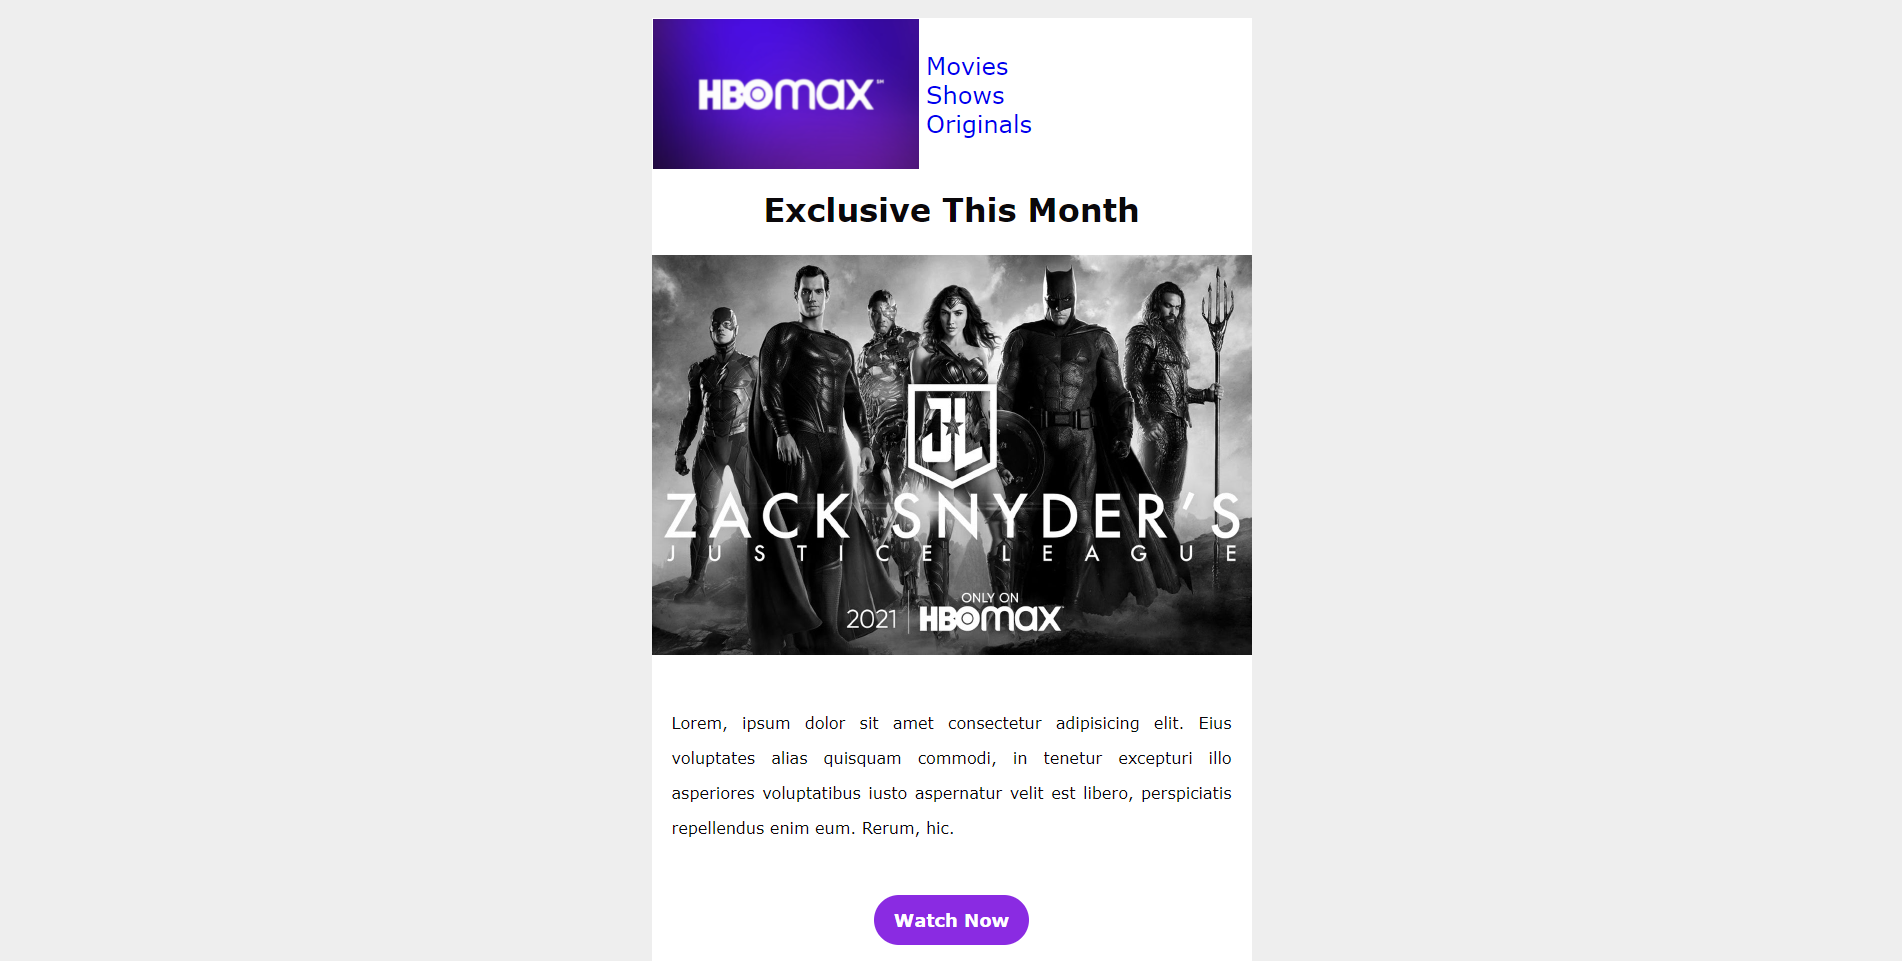 HBOmax SM
Movies
Shows
Originals
Exclusive This Month
JL
ZACK SNYDER'S
JUSTICE LEAGUE
ONLY ON
2021 | HBOmax
Lorem, ipsum dolor sit amet consectetur adipisicing elit. Eius
voluptates alias quisquam commodi, in tenetur excepturi illo
asperiores voluptatibus iusto aspernatur velit est libero, perspiciatis
repellendus enim eum. Rerum, hic.
Watch Now